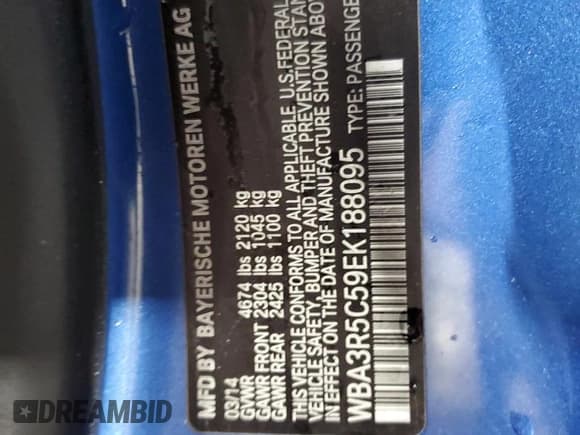 MFD BY BAYERISCHE MOTOREN WERKE AG
03/14
GVWR 4674 lbs 2120 kg
GAWR FRONT 2304 lbs 1045 kg
GAWR REAR 2425 lbs 1100 kg
THIS VEHICLE CONFORMS TO ALL APPLICABLE U.S. FEDERAL
VEHICLE SAFETY, BUMPER AND THEFT PREVENTION STAN
IN EFFECT ON THE DATE OF MANUFACTURE SHOWN ABOV
WBA3R5C59EK188095 TYPE: PASSENGE
DREAMBID